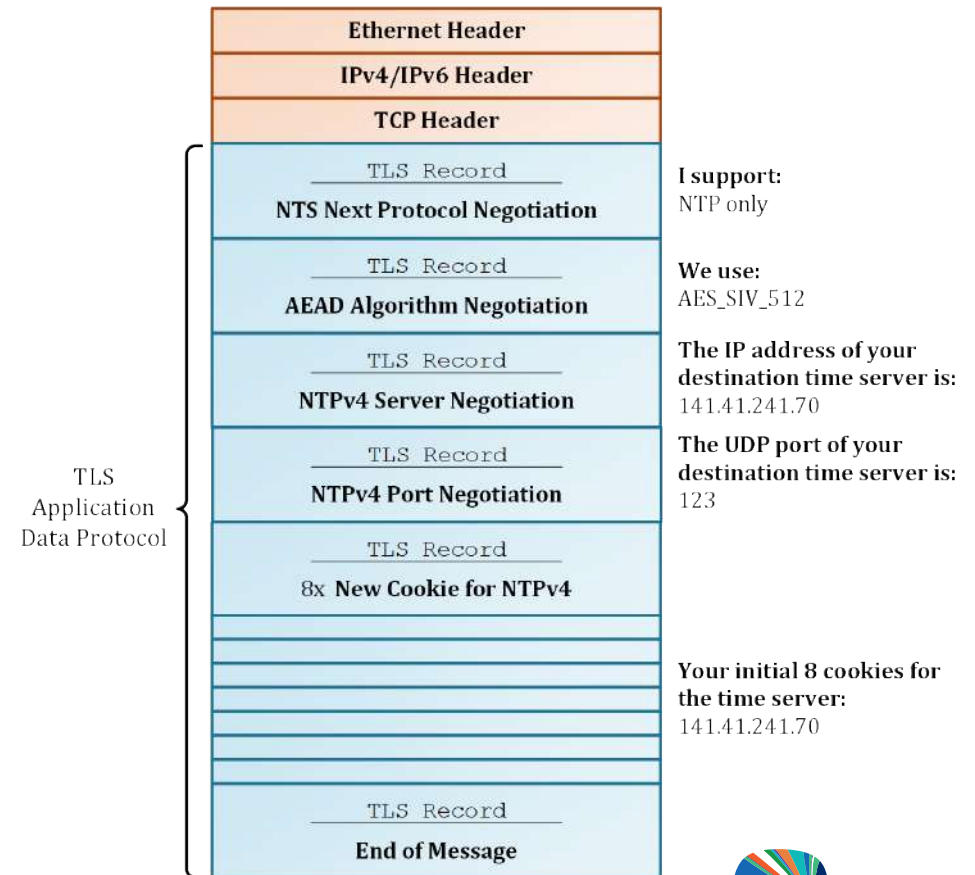 Ethernet Header
IPv4/IPv6 Header
TCP Header
TLS Record
NTS Next Protocol Negotiation
I support:
NTP only
TLS Record
AEAD Algorithm Negotiation
We use:
AES_SIV_512
TLS Record
NTPv4 Server Negotiation
The IP address of your
destination time server is:
141.41.241.70
TLS Record
NTPv4 Port Negotiation
The UDP port of your
destination time server is:
123
TLS
Application
Data Protocol
TLS Record
8x New Cookie for NTPv4
Your initial 8 cookies for
the time server:
141.41.241.70
TLS Record
End of Message